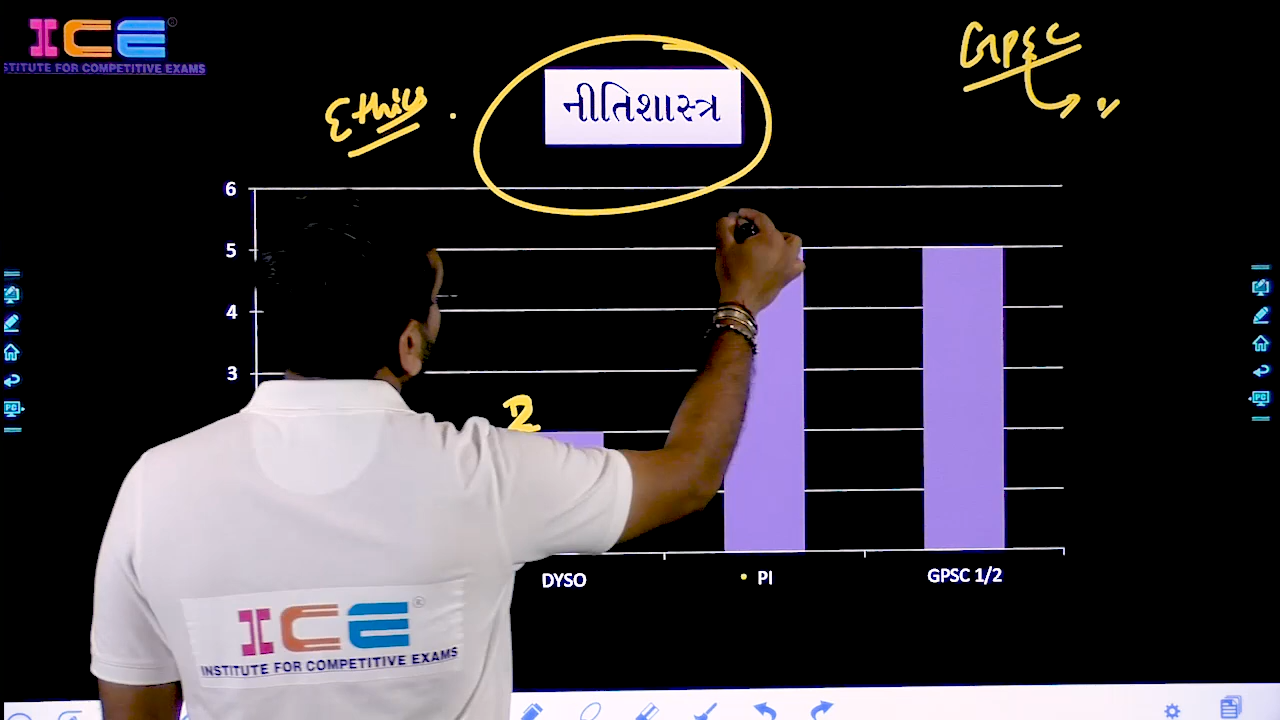 ICE
STITUTE FOR COMPETITIVE EXAMS
Ethics.
નીતિશાસ્ત્ર
GPSC
6
5
4
3
2
DYSO
PI
GPSC 1/2
ICE
INSTITUTE FOR COMPETITIVE EXAMS